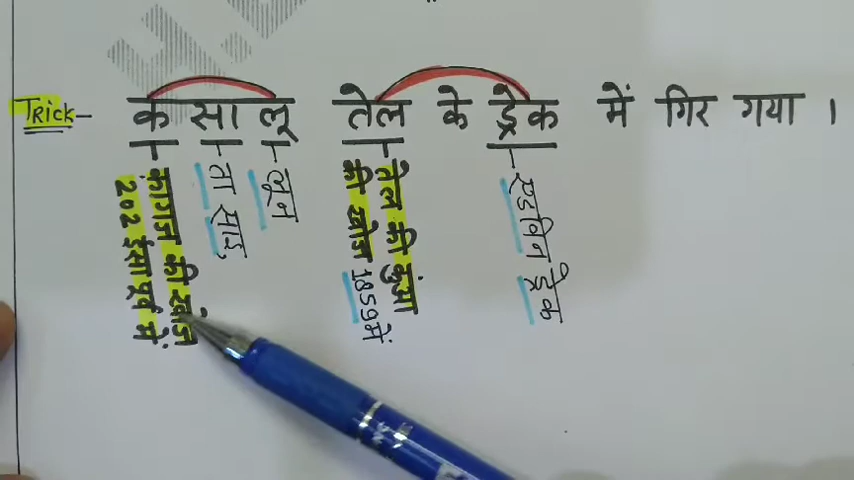 Trick- क सा लू तेल के ड्रेक में गिर गया ।
कागज की खोज
202 ईसा पूर्व में
ता साइ
लून
तेल की कुंआ
की खोज 1859 में
एडविन ड्रेक